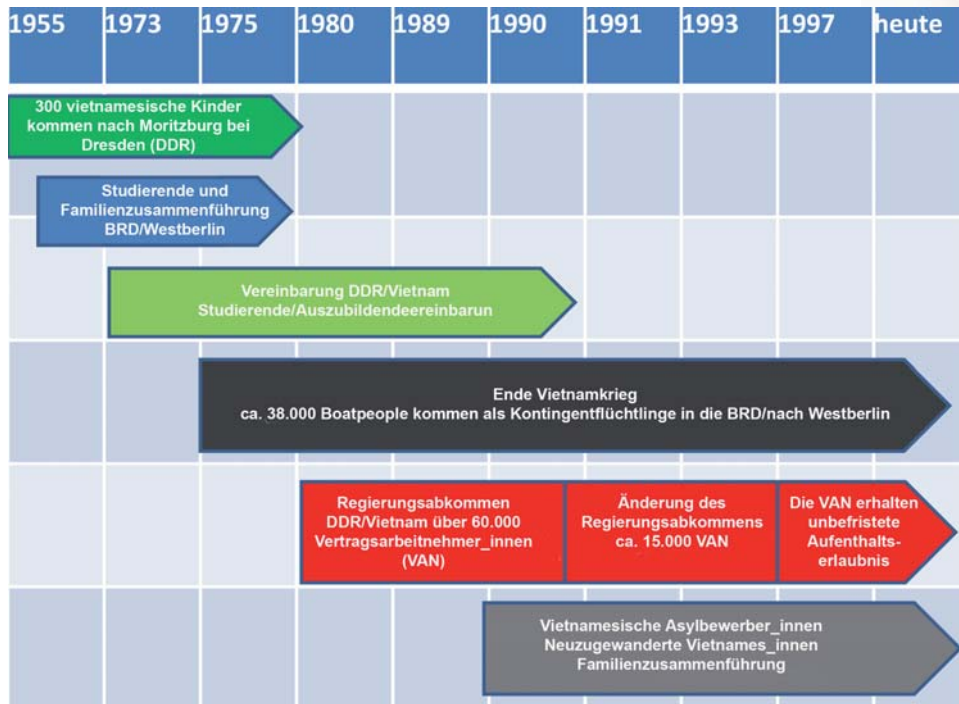 1955 1973 1975 1980 1989 1990 1991 1993 1997 heute
300 vietnamesische Kinder
kommen nach Moritzburg bei
Dresden (DDR)
Studierende und
Familienzusammenführung
BRD/Westberlin
Vereinbarung DDR/Vietnam
Studierende/Auszubildendeereinbarun
Ende Vietnamkrieg
ca. 38.000 Boatpeople kommen als Kontingentflüchtlinge in die BRD/nach Westberlin
Regierungsabkommen
DDR/Vietnam über 60.000
Vertragsarbeitnehmer_innen
(VAN)
Änderung des
Regierungsabkommens
ca. 15.000 VAN
Die VAN erhalten
unbefristete
Aufenthalts-
erlaubnis
Vietnamesische Asylbewerber_innen
Neuzugewanderte Vietnames_innen
Familienzusammenführung